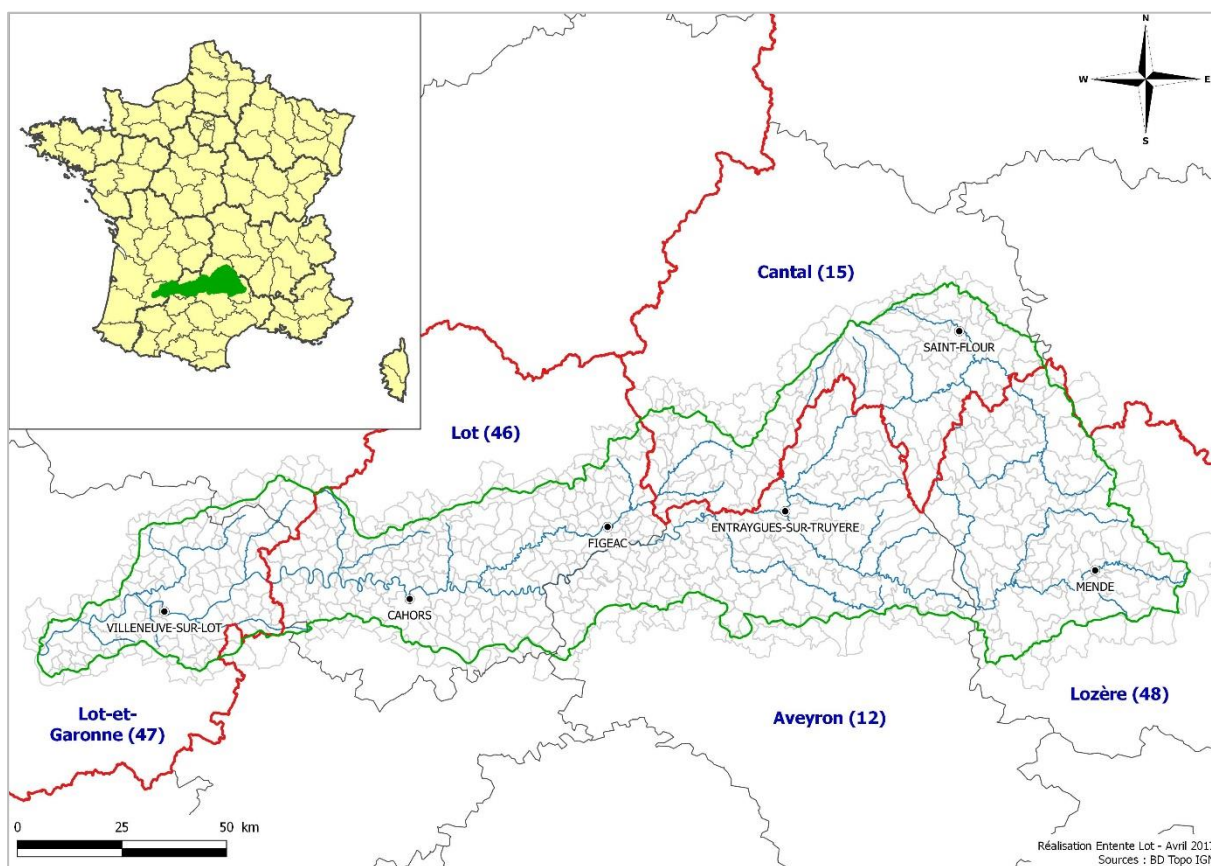 N
W
E
S
Cantal (15)
SAINT-FLOUR
Lot (46)
ENTRAYGUES-SUR-TRUYERE
FIGEAC
MENDE
CAHORS
VILLENEUVE-SUR-LOT
Lot-et-
Garonne (47)
Aveyron (12)
Lozère (48)
0 25 50 km
Réalisation Entente Lot - Avril
Sources : BD Topo